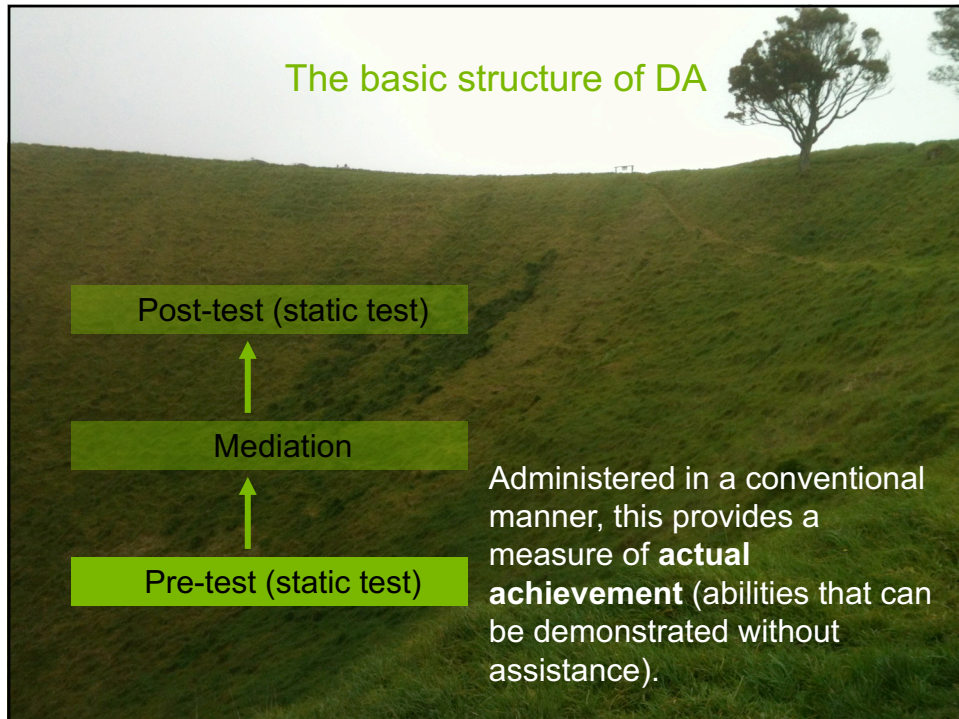 The basic structure of DA
Post-test (static test)
Mediation
Pre-test (static test)
Administered in a conventional
manner, this provides a
measure of actual
achievement (abilities that can
be demonstrated without
assistance).